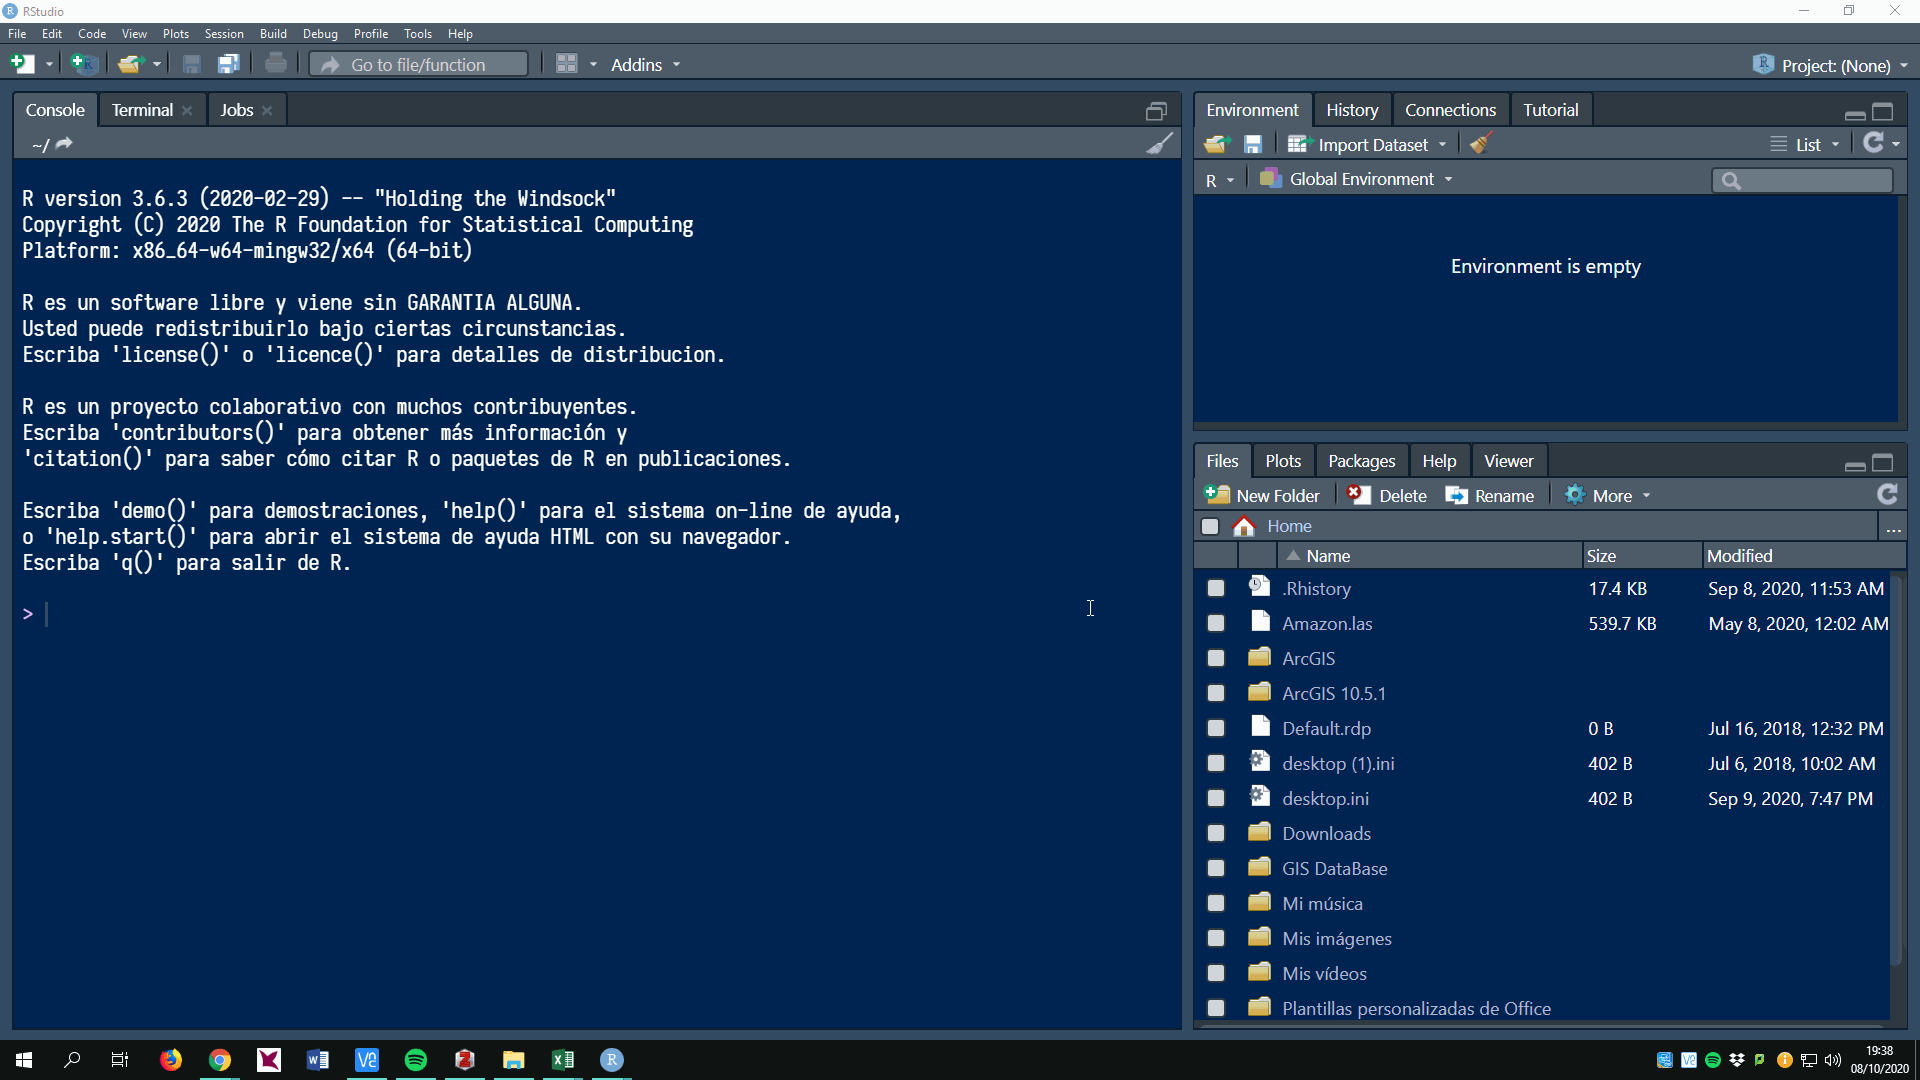 RStudio
File Edit Code View Plots Session Build Debug Profile Tools Help
Go to file/function Addins Project: (None)
Console Terminal Jobs
~/
R version 3.6.3 (2020-02-29) -- "Holding the Windsock"
Copyright (C) 2020 The R Foundation for Statistical Computing
Platform: x86_64-w64-mingw32/x64 (64-bit)
R es un software libre y viene sin GARANTIA ALGUNA.
Usted puede redistribuirlo bajo ciertas circunstancias.
Escriba 'license()' o 'licence()' para detalles de distribucion.
R es un proyecto colaborativo con muchos contribuyentes.
Escriba 'contributors()' para obtener más información y
'citation()' para saber cómo citar R o paquetes de R en publicaciones.
Escriba 'demo()' para demostraciones, 'help()' para el sistema on-line de ayuda,
o 'help.start()' para abrir el sistema de ayuda HTML con su navegador.
Escriba 'q()' para salir de R.
>
Environment History Connections Tutorial
Import Dataset List
R Global Environment
Environment is empty
Files Plots Packages Help Viewer
New Folder Delete Rename More
Home ...
Name Size Modified
.Rhistory 17.4 KB Sep 8, 2020, 11:53 AM
Amazon.las 539.7 KB May 8, 2020, 12:02 AM
ArcGIS
ArcGIS 10.5.1
Default.rdp 0 B Jul 16, 2018, 12:32 PM
desktop (1).ini 402 B Jul 6, 2018, 10:02 AM
desktop.ini 402 B Sep 9, 2020, 7:47 PM
Downloads
GIS DataBase
Mi música
Mis imágenes
Mis vídeos
Plantillas personalizadas de Office
19:38
08/10/2020